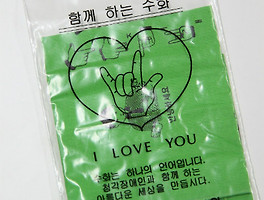 함께 하는 수화
I LOVE YOU
수화는 하나의 언어입니다.
청각장애인과 함께 하는
아름다운 세상을 만듭시다.